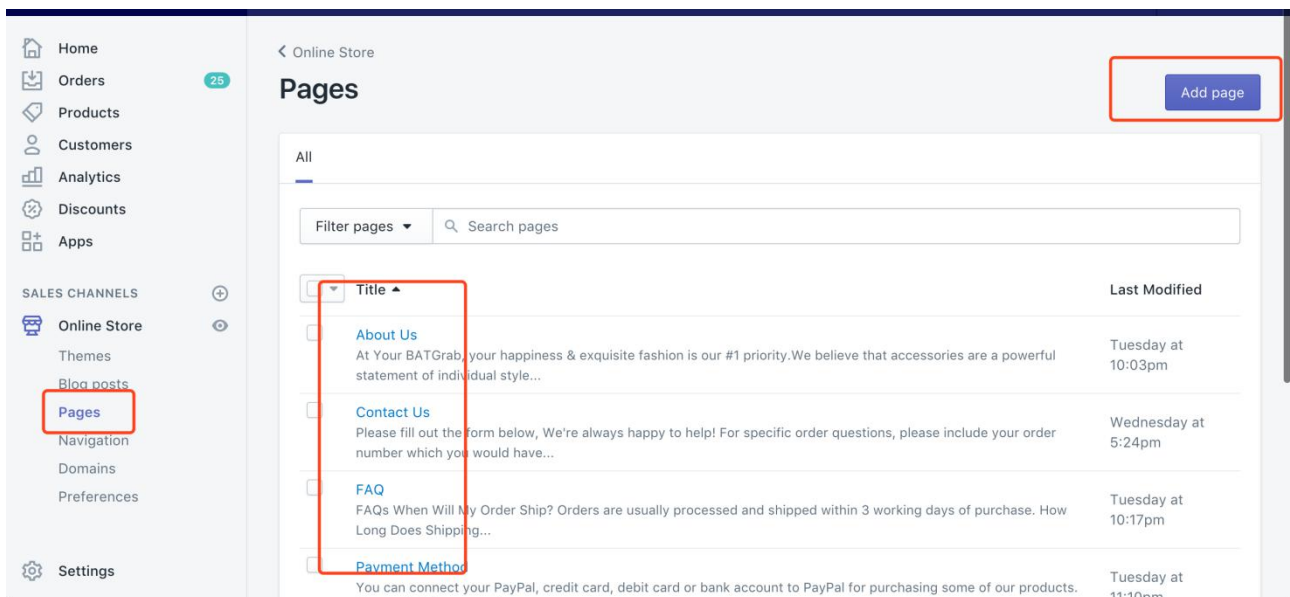 Home
Orders 25
Products
Customers
Analytics
Discounts
Apps
SALES CHANNELS
Online Store
Themes
Blog posts
Pages
Navigation
Domains
Preferences
Settings
Online Store
Pages
Add page
All
Filter pages Search pages
Title Last Modified
About Us
At Your BATGrab, your happiness & exquisite fashion is our #1 priority.We believe that accessories are a powerful
statement of individual style...
Tuesday at
10:03pm
Contact Us
Please fill out the form below, We're always happy to help! For specific order questions, please include your order
number which you would have...
Wednesday at
5:24pm
FAQ
FAQs When Will My Order Ship? Orders are usually processed and shipped within 3 working days of purchase. How
Long Does Shipping...
Tuesday at
10:17pm
Payment Method
You can connect your PayPal, credit card, debit card or bank account to PayPal for purchasing some of our products.
Tuesday at
11:10pm